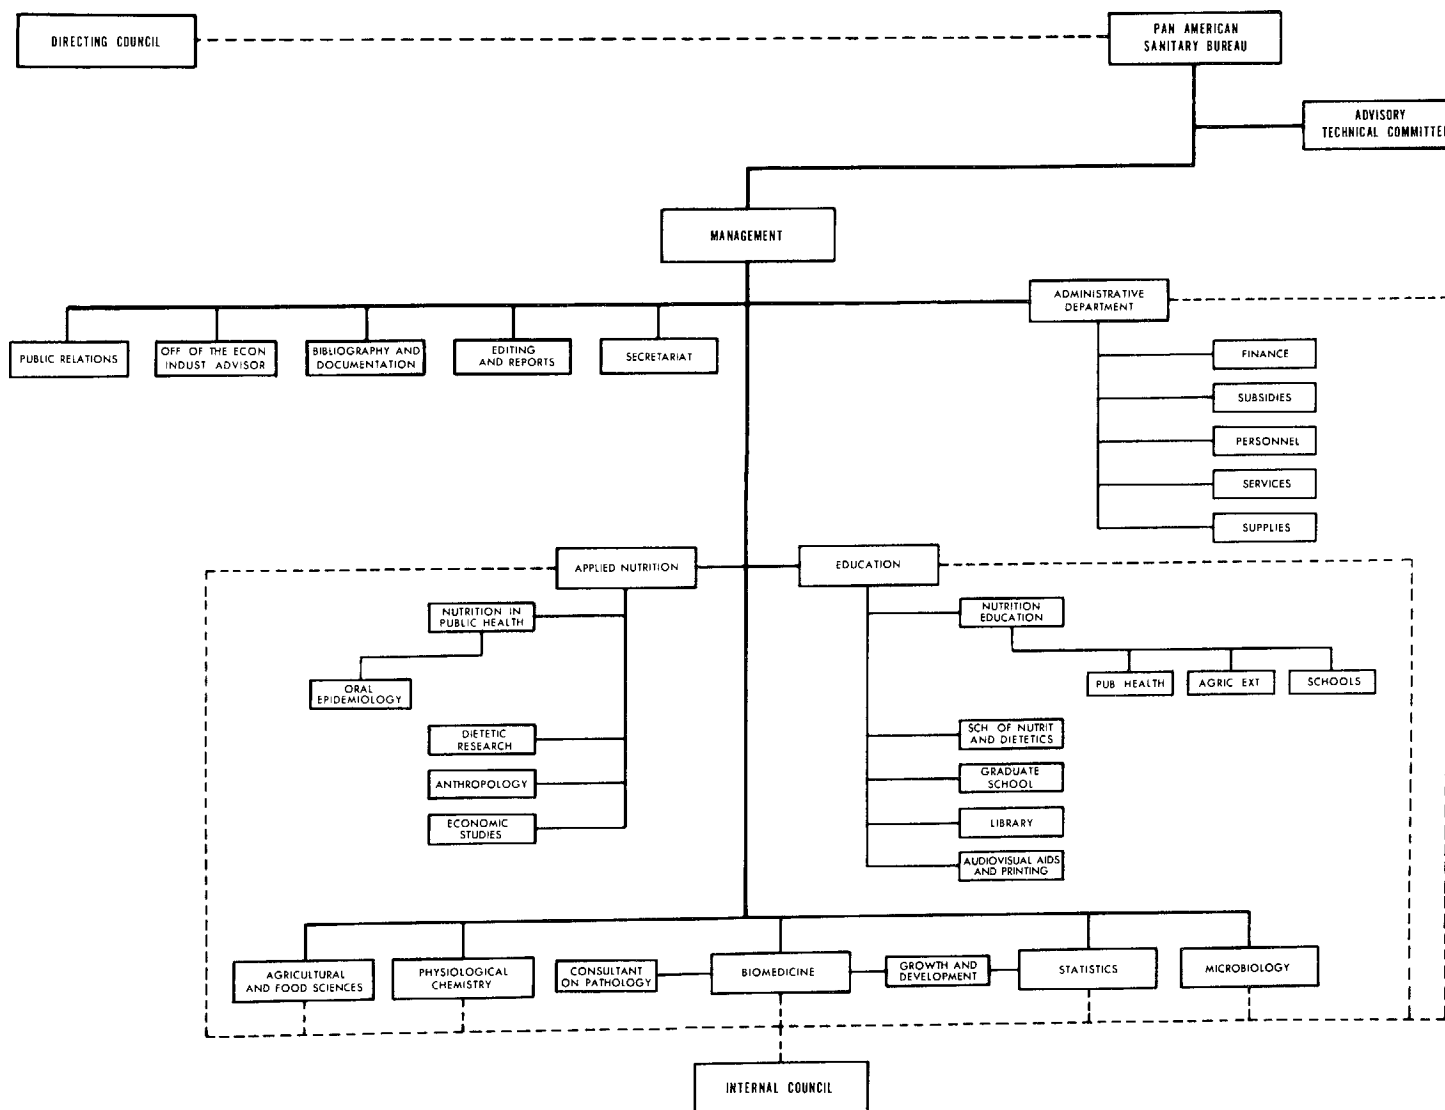 DIRECTING COUNCIL
PAN AMERICAN
SANITARY BUREAU
ADVISORY
TECHNICAL COMMITTEE
MANAGEMENT
ADMINISTRATIVE
DEPARTMENT
PUBLIC RELATIONS
OFF OF THE ECON
INDUST ADVISOR
BIBLIOGRAPHY AND
DOCUMENTATION
EDITING
AND REPORTS
SECRETARIAT
FINANCE
SUBSIDIES
PERSONNEL
SERVICES
SUPPLIES
APPLIED NUTRITION
EDUCATION
NUTRITION IN
PUBLIC HEALTH
ORAL
EPIDEMIOLOGY
DIETETIC
RESEARCH
ANTHROPOLOGY
ECONOMIC
STUDIES
NUTRITION
EDUCATION
PUB HEALTH
AGRIC EXT
SCHOOLS
SCH OF NUTRIT
AND DIETETICS
GRADUATE
SCHOOL
LIBRARY
AUDIOVISUAL AIDS
AND PRINTING
AGRICULTURAL
AND FOOD SCIENCES
PHYSIOLOGICAL
CHEMISTRY
CONSULTANT
ON PATHOLOGY
BIOMEDICINE
GROWTH AND
DEVELOPMENT
STATISTICS
MICROBIOLOGY
INTERNAL COUNCIL